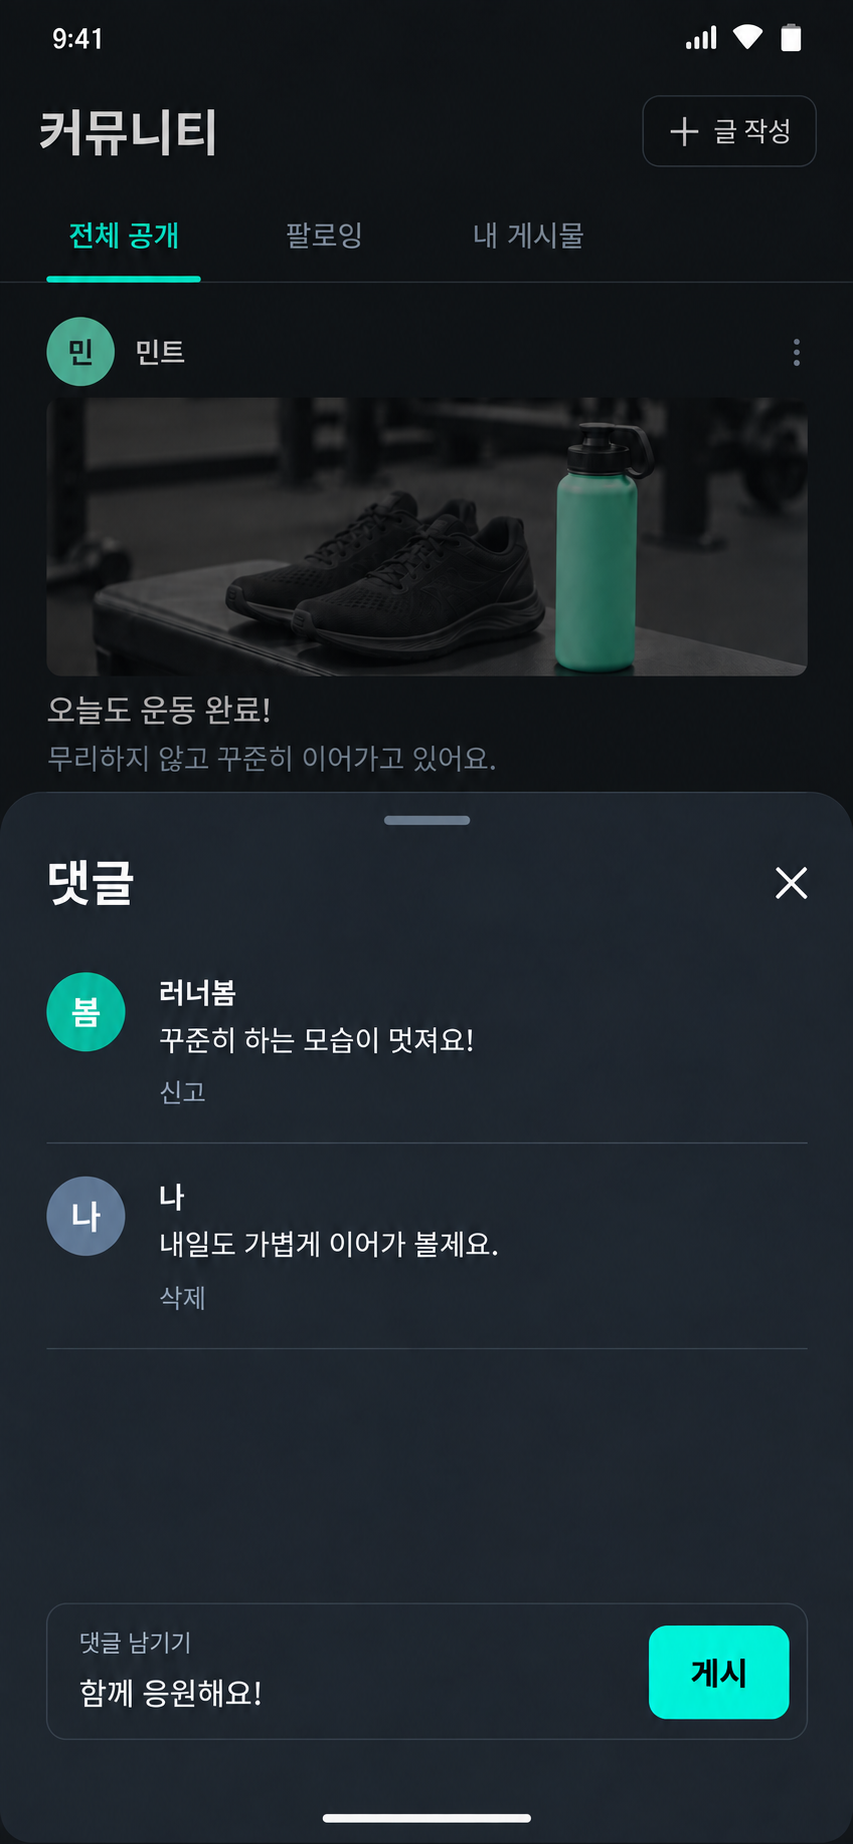 9:41
커뮤니티
글 작성
전체 공개
팔로잉
내 게시물
민
민트
오늘도 운동 완료!
무리하지 않고 꾸준히 이어가고 있어요.
댓글
봄
러너봄
꾸준히 하는 모습이 멋져요!
신고
나
나
내일도 가볍게 이어가 볼제요.
삭제
댓글 남기기
함께 응원해요!
게시